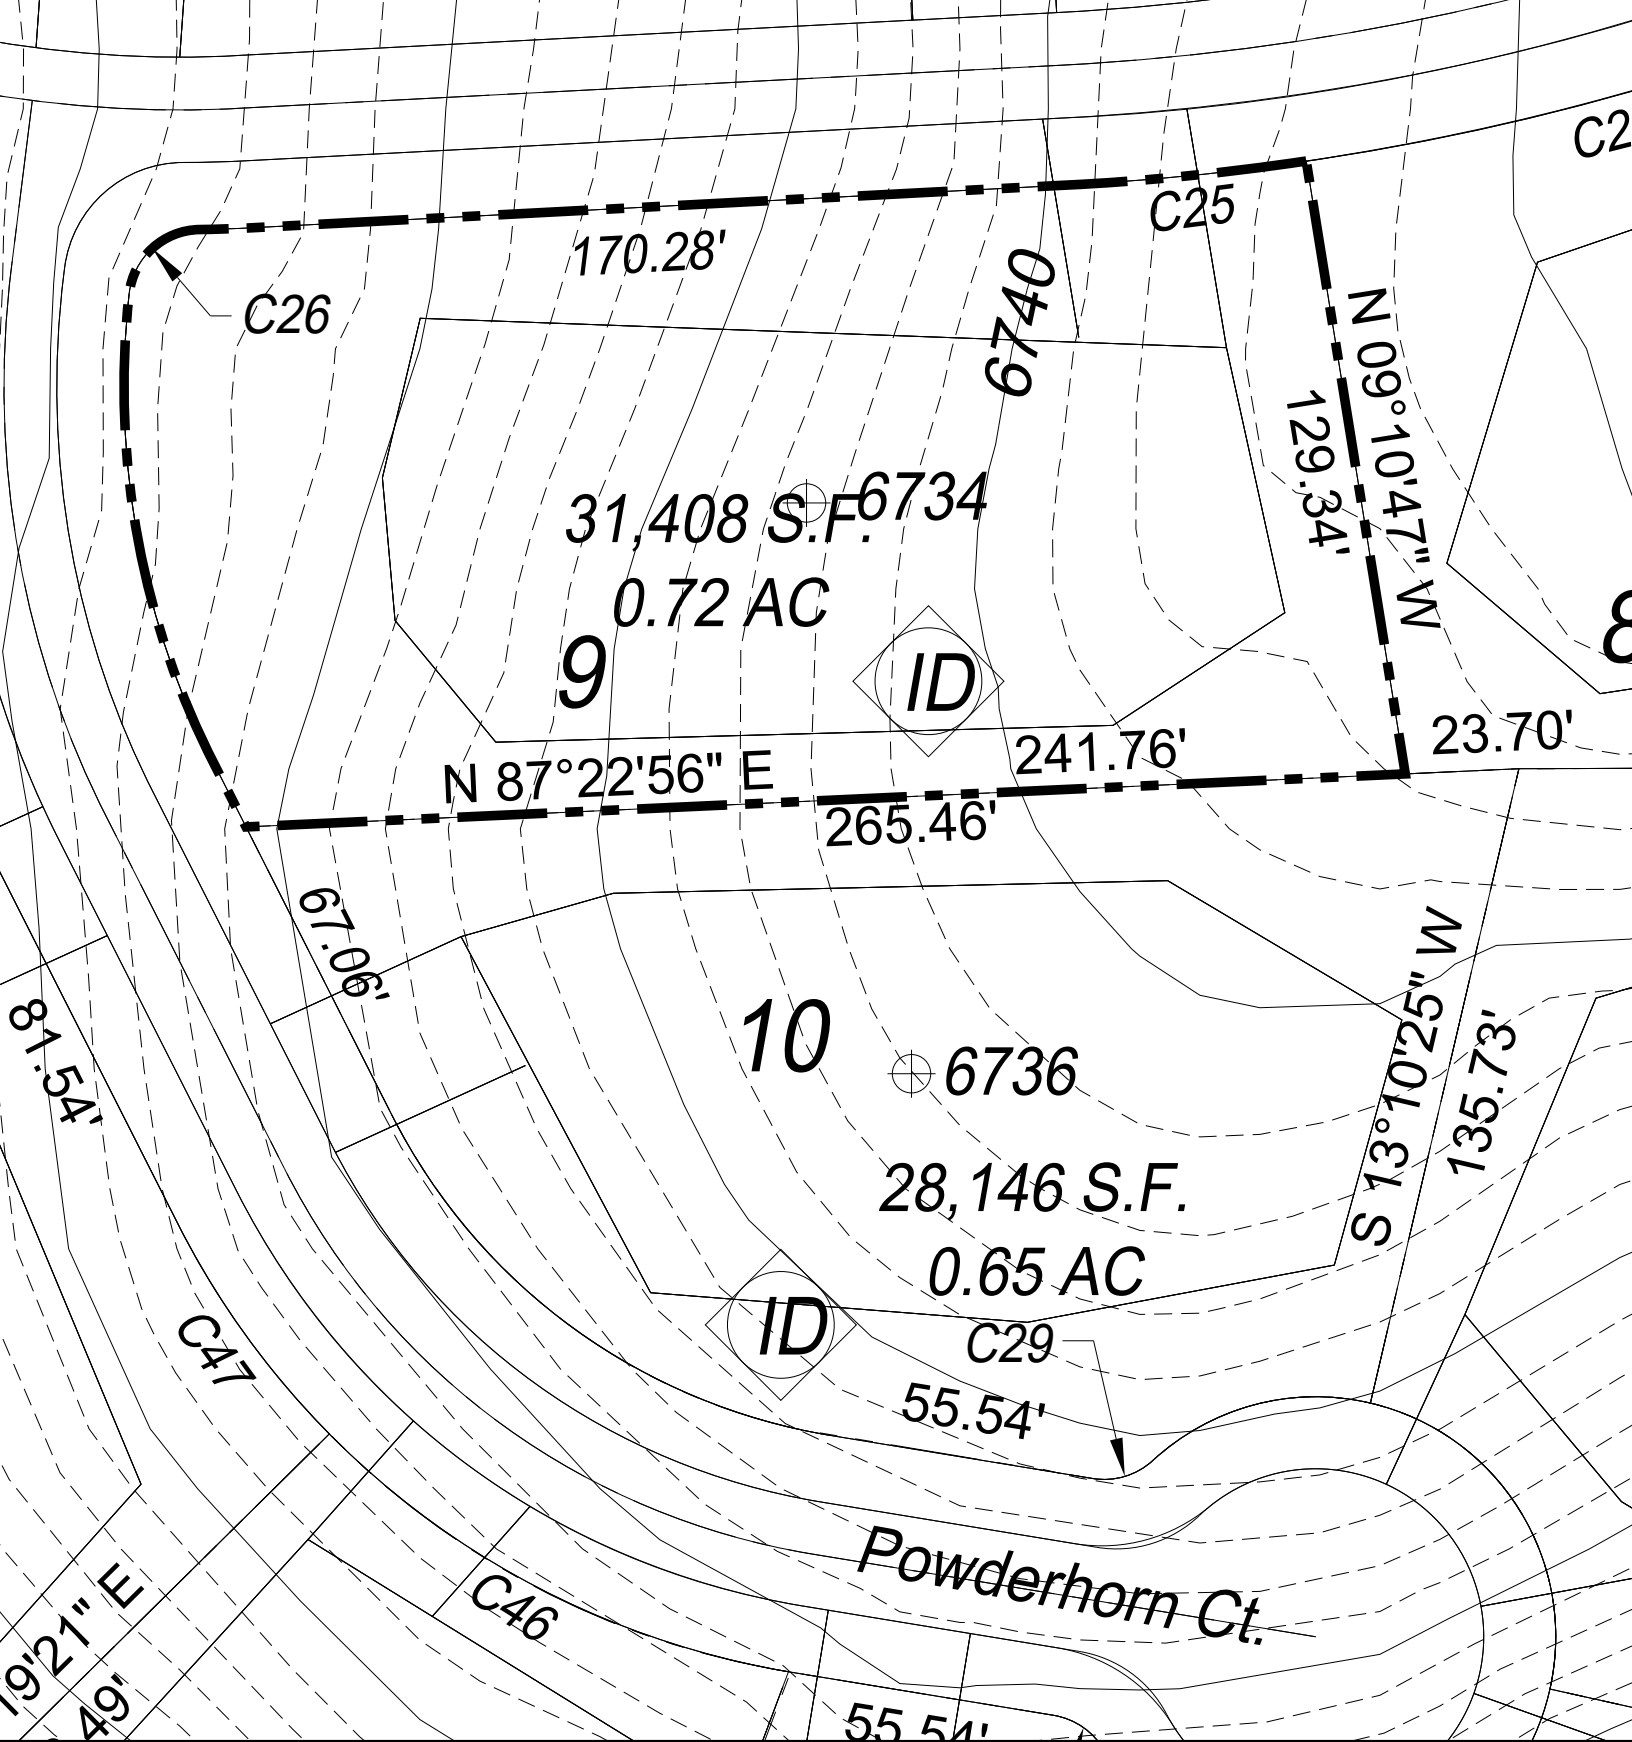 C2
C25
170.28'
C26
6740
N 09°10'47" W
129.34'
6734
31,408 S.F.
0.72 AC
9
ID
8
23.70'
241.76'
N 87°22'56" E
265.46'
67.06'
S 13°10'25" W
135.73'
81.54'
10
6736
28,146 S.F.
0.65 AC
ID
C29
C47
55.54'
Powderhorn Ct.
C46
19'21" E
49'
55.54'